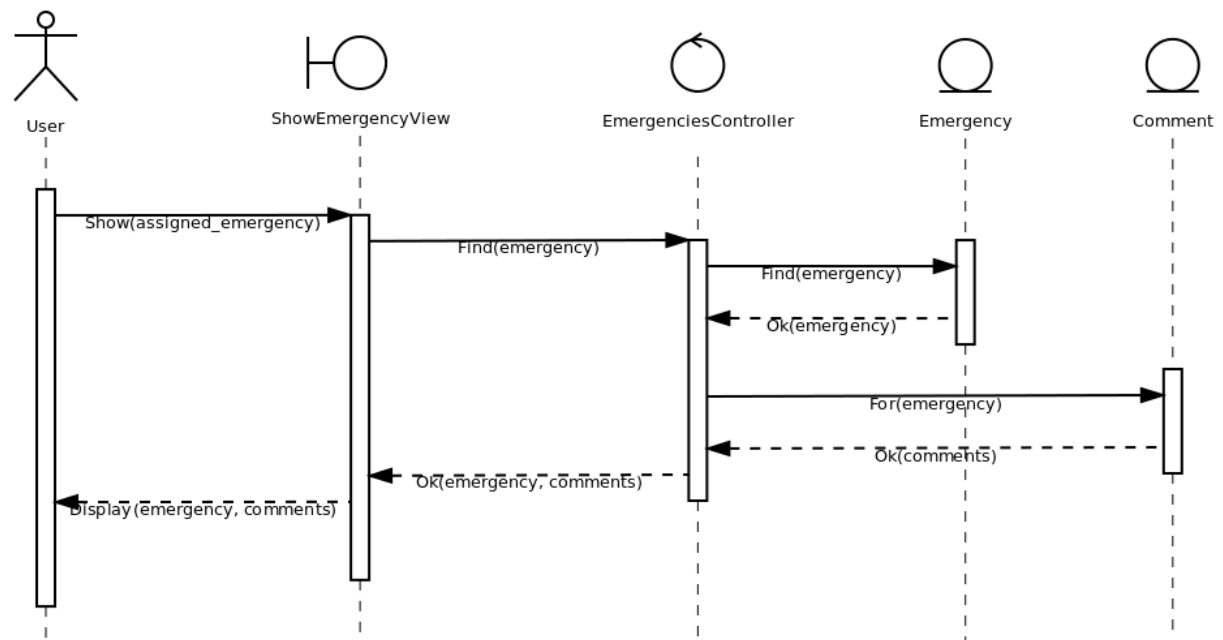 User
ShowEmergencyView
EmergenciesController
Emergency
Comment
Show(assigned_emergency)
Find(emergency)
Find(emergency)
Ok(emergency)
For(emergency)
Ok(comments)
Ok(emergency, comments)
Display(emergency, comments)